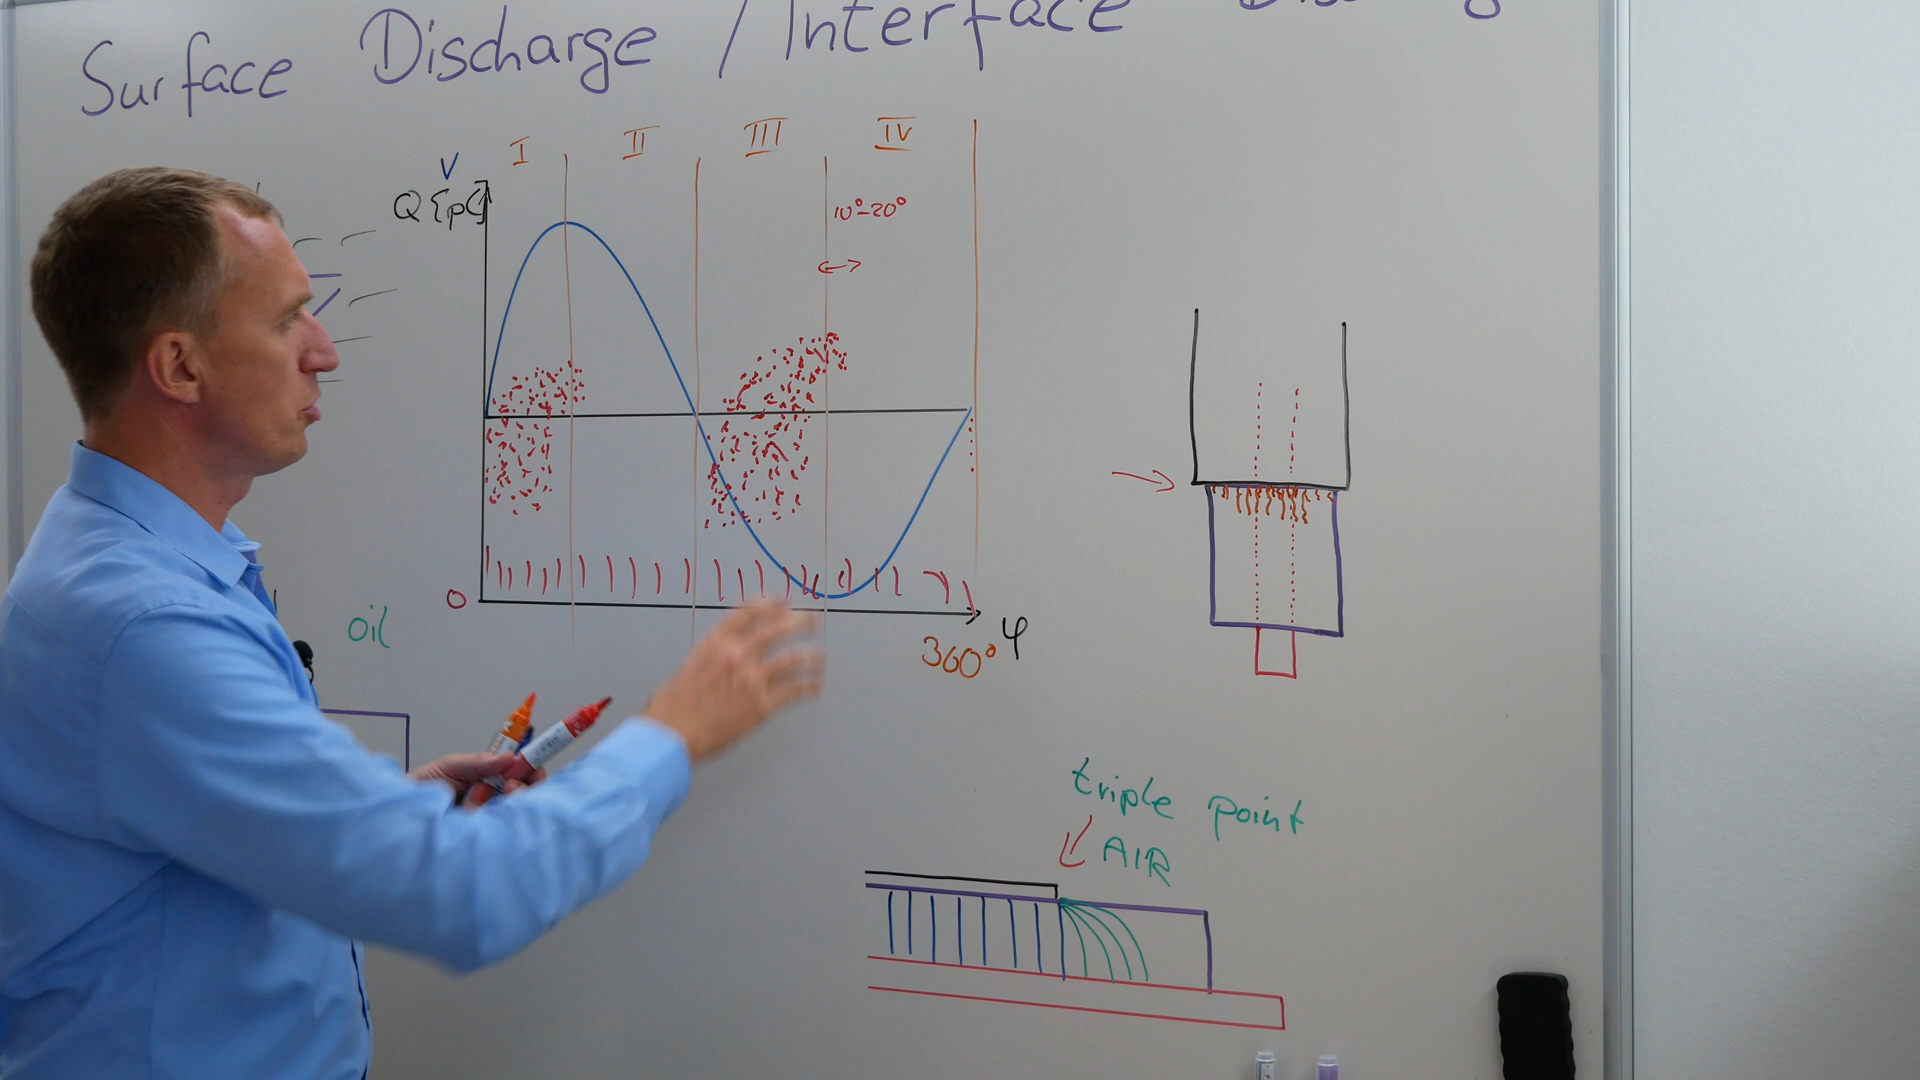 Surface Discharge / Interface
I II III IV
V
Q {pC}
10°-20°
0
360° φ
oil
triple point
AIR